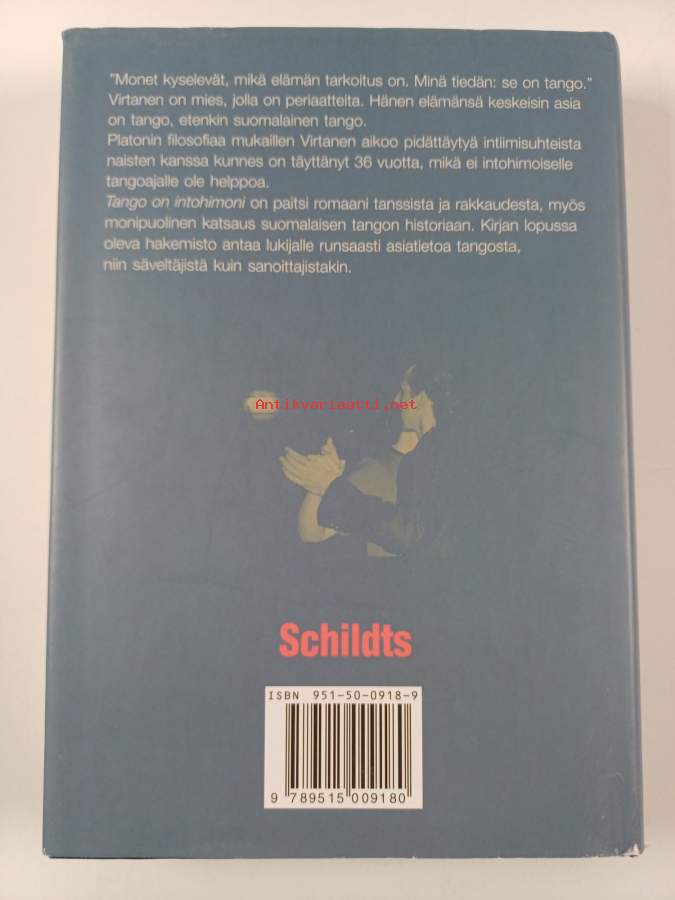 "Monet kyselevät, mikä elämän tarkoitus on. Minä tiedän: se on tango."
Virtanen on mies, jolla on periaatteita. Hänen elämänsä keskeisin asia
on tango, etenkin suomalainen tango.
Platonin filosofiaa mukaillen Virtanen aikoo pidättäytyä intiimisuhteista
naisten kanssa kunnes on täyttänyt 36 vuotta, mikä ei intohimoiselle
tangoajalle ole helppoa.
Tango on intohimoni on paitsi romaani tanssista ja rakkaudesta, myös
monipuolinen katsaus suomalaisen tangon historiaan. Kirjan lopussa
oleva hakemisto antaa lukijalle runsaasti asiatietoa tangosta,
niin säveltäjistä kuin sanoittajistakin.
Antikvariaatti.net
Schildts
ISBN 951-50-0918-9
9 789515 009180